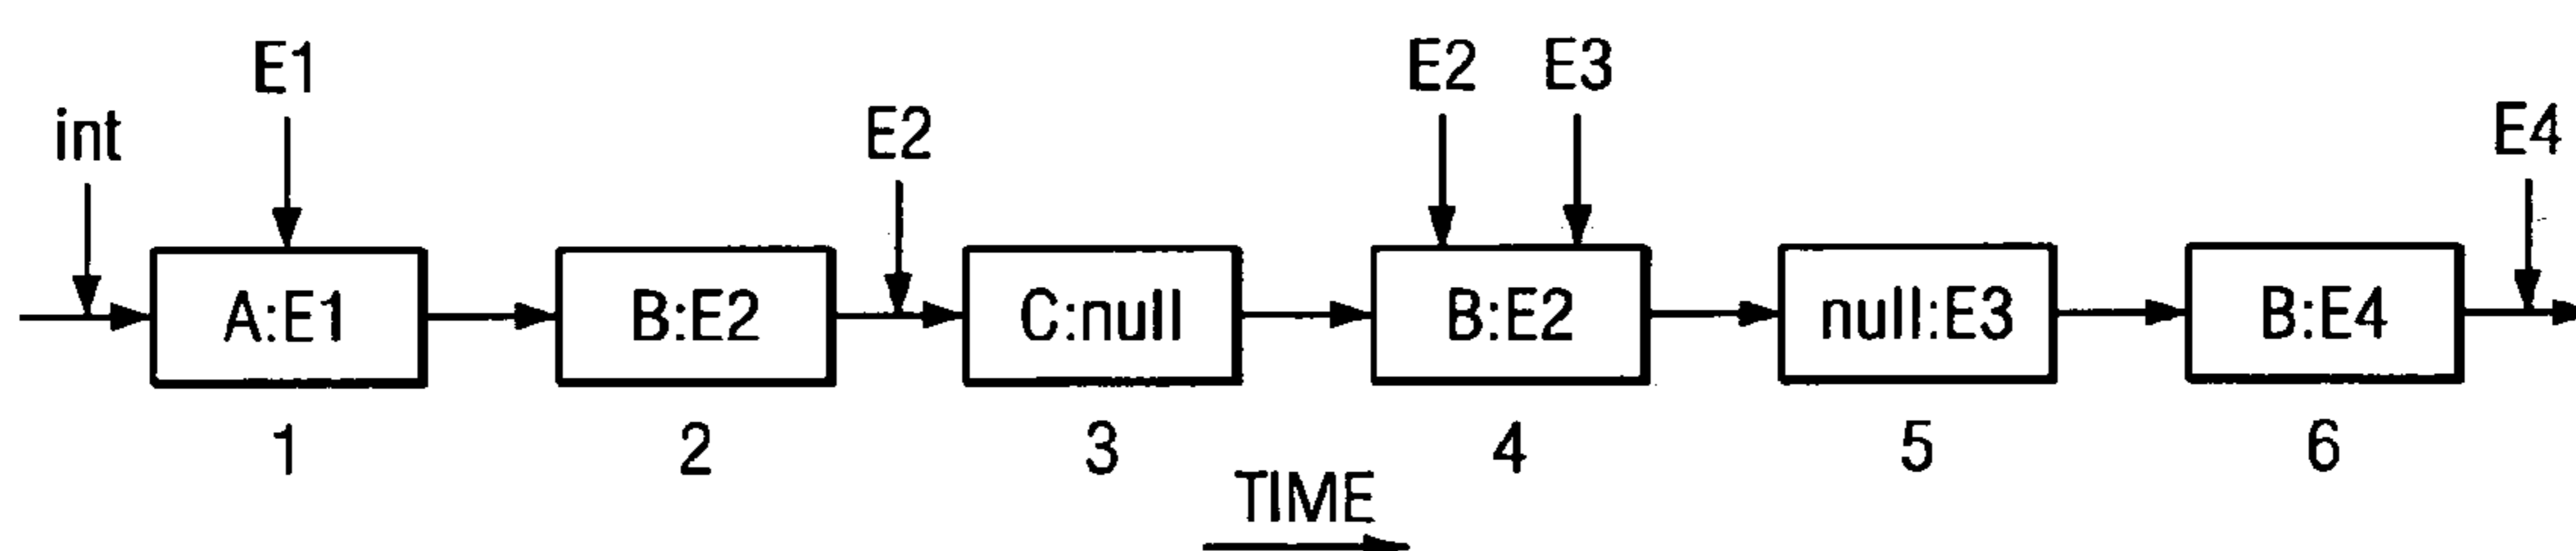 E1 E2 E3
int E2 E4
A:E1 B:E2 C:null B:E2 null:E3 B:E4
1 2 3 4 5 6
TIME